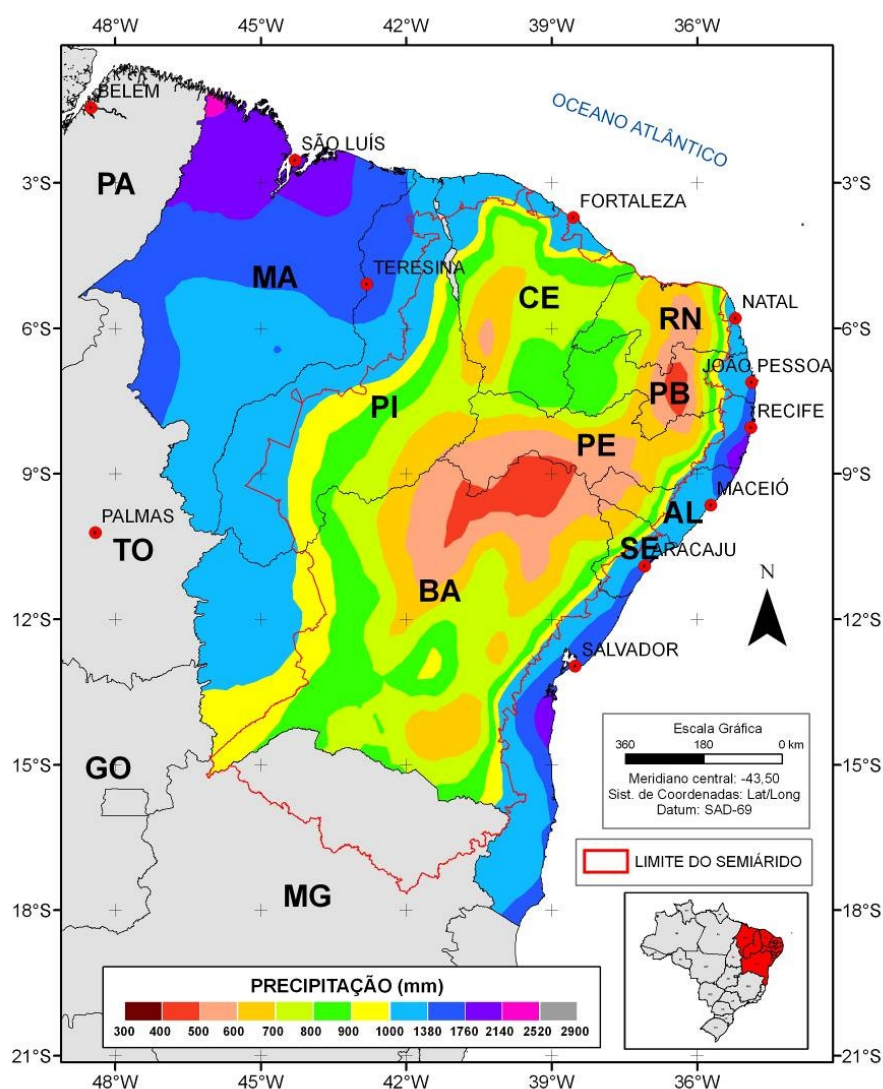 48°W 45°W 42°W 39°W 36°W
BELEM
OCEANO ATLÂNTICO
SÃO LUÍS
3°S 3°S
PA
FORTALEZA
TERESINA
MA
CE
NATAL
RN
6°S 6°S
JOÃO PESSOA
PI
PB
RECIFE
PE
9°S 9°S
MACEIÓ
PALMAS
AL
TO
SE
ARACAJU
N
BA
12°S 12°S
SALVADOR
Escala Gráfica
360 180 0 km
Meridiano central: -43,50
Sist. de Coordenadas: Lat/Long
Datum: SAD-69
GO
15°S 15°S
LIMITE DO SEMIÁRIDO
MG
18°S 18°S
PRECIPITAÇÃO (mm)
300 400 500 600 700 800 900 1000 1380 1760 2140 2520 2900
21°S 21°S
48°W 45°W 42°W 39°W 36°W